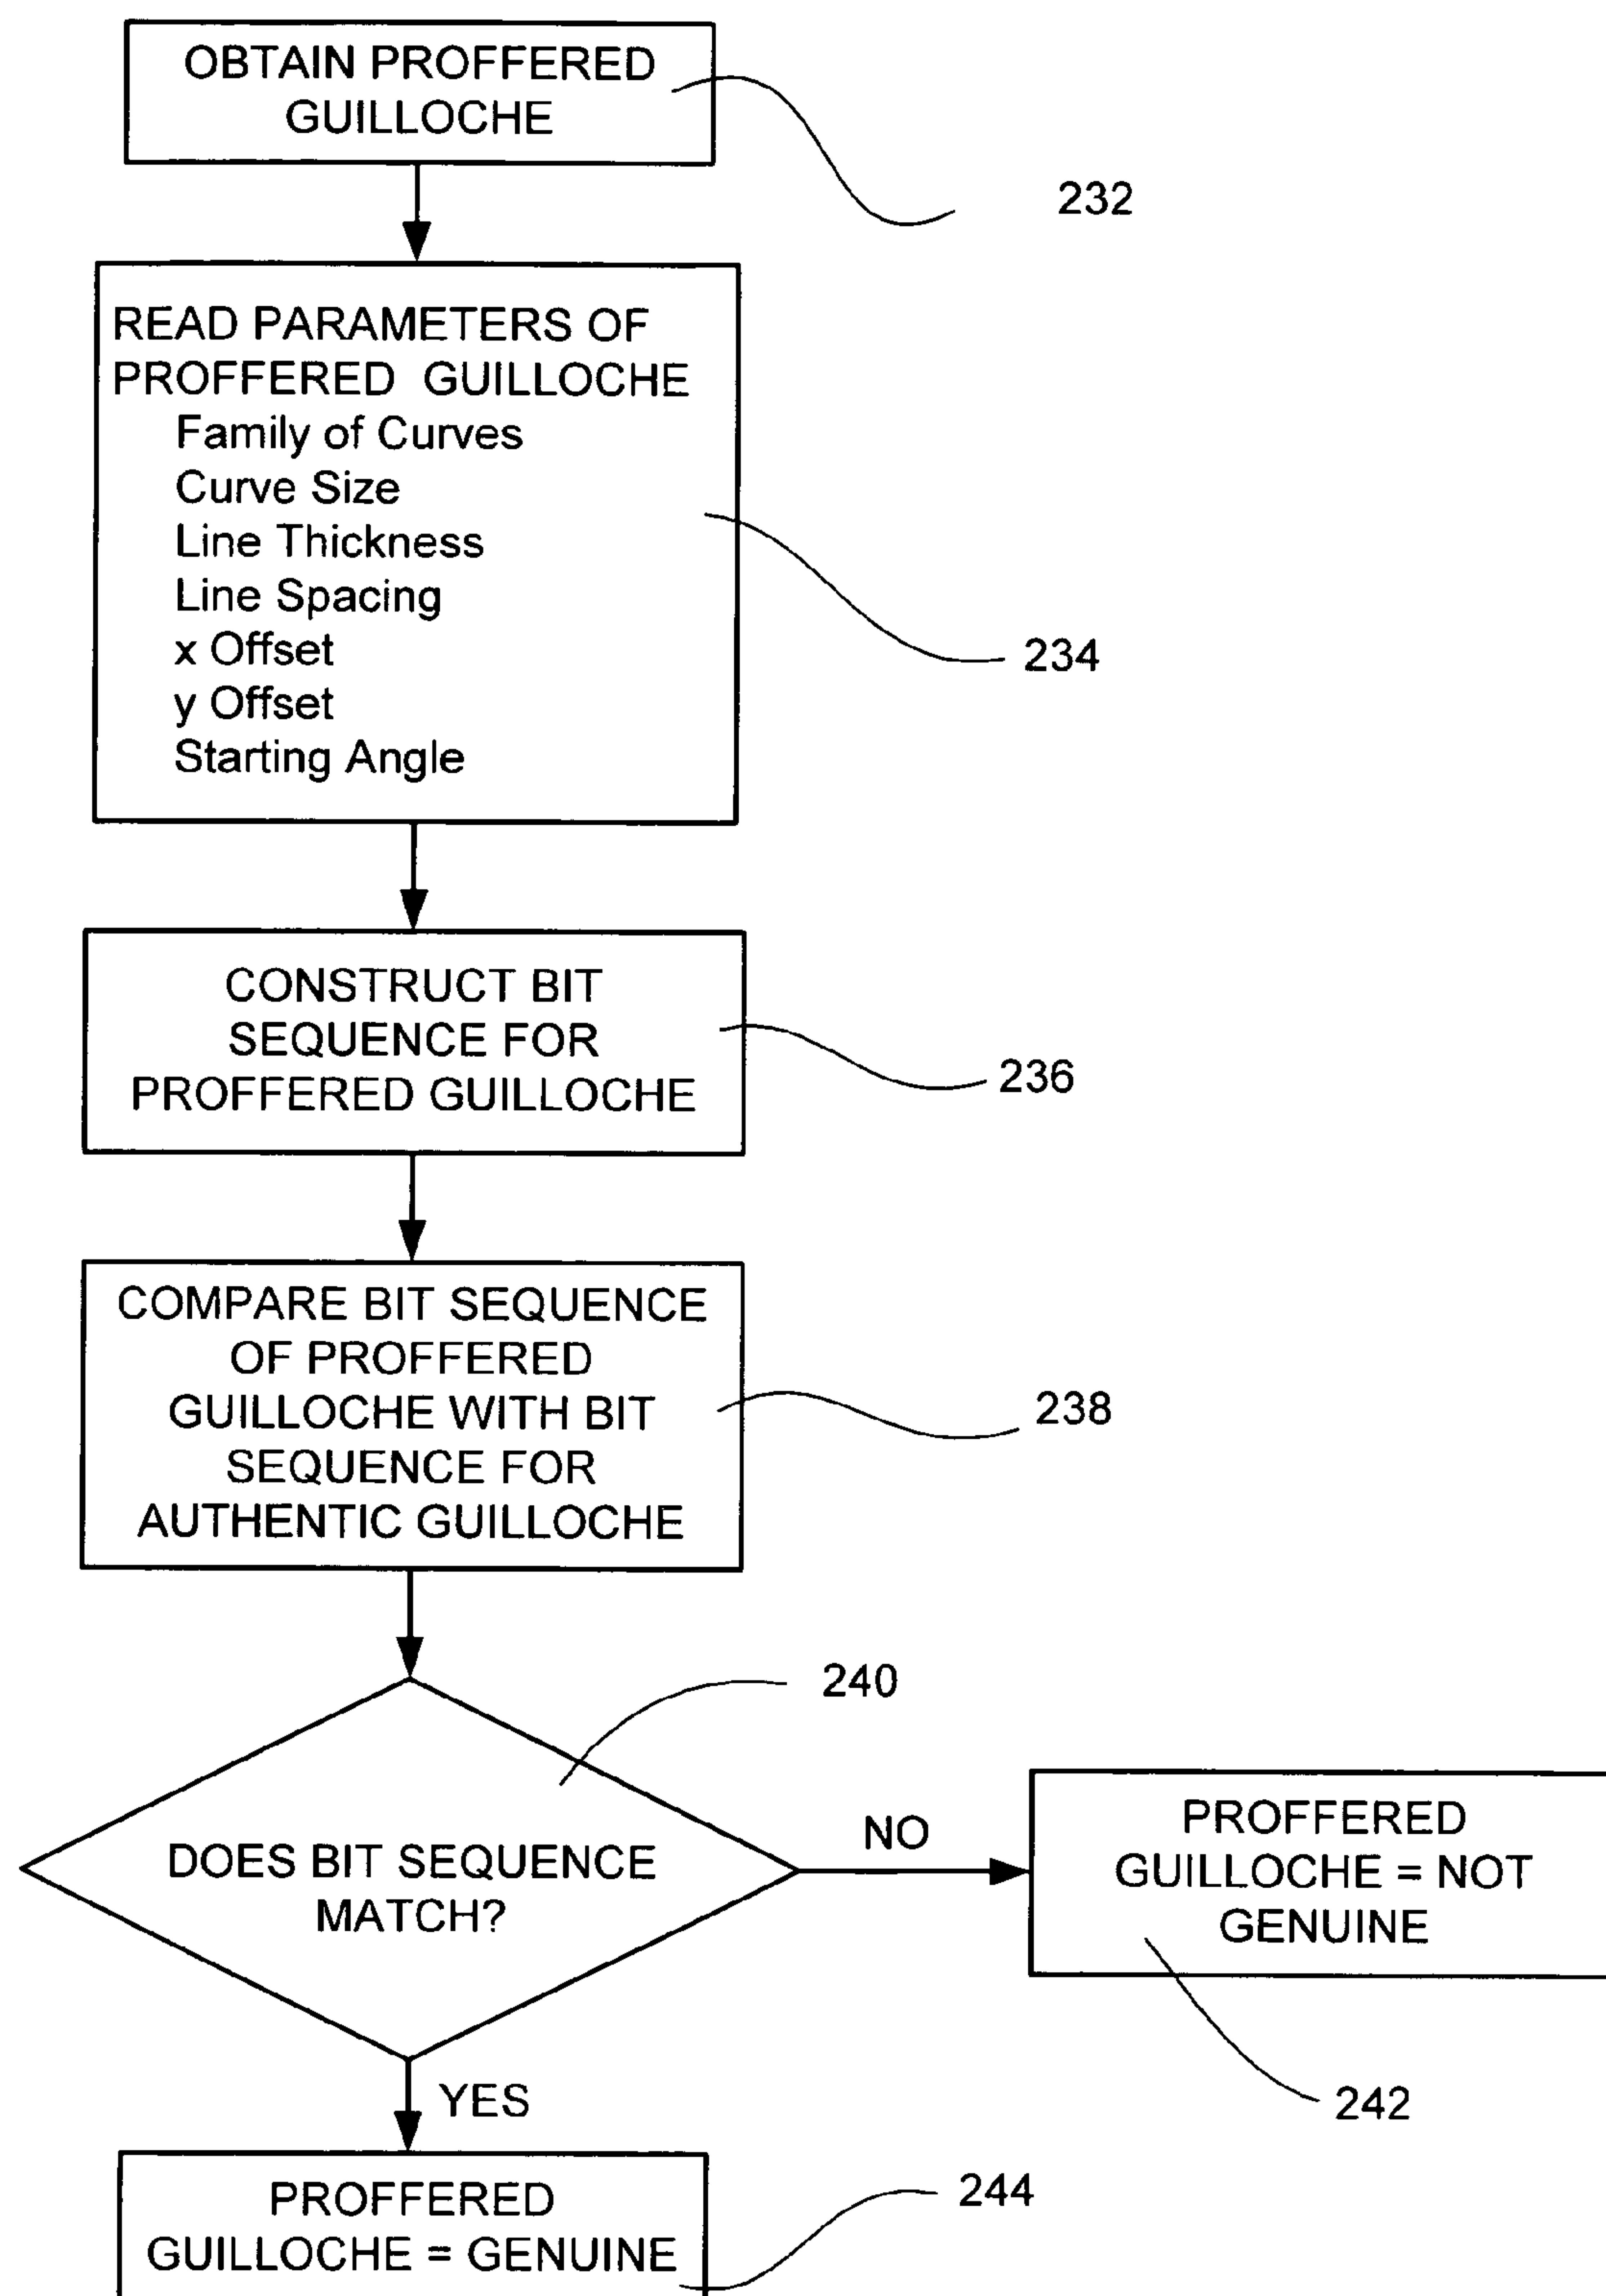 OBTAIN PROFFERED
GUILLOCHE
232
READ PARAMETERS OF
PROFFERED GUILLOCHE
Family of Curves
Curve Size
Line Thickness
Line Spacing
x Offset
y Offset
Starting Angle
234
CONSTRUCT BIT
SEQUENCE FOR
PROFFERED GUILLOCHE
236
COMPARE BIT SEQUENCE
OF PROFFERED
GUILLOCHE WITH BIT
SEQUENCE FOR
AUTHENTIC GUILLOCHE
238
240
DOES BIT SEQUENCE
MATCH?
NO
PROFFERED
GUILLOCHE = NOT
GENUINE
242
YES
PROFFERED
GUILLOCHE = GENUINE
244